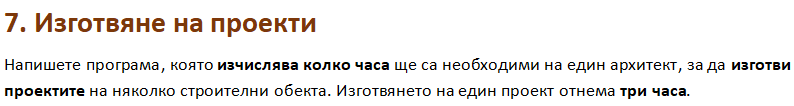 7. Изготвяне на проекти
Напишете програма, която изчислява колко часа ще са необходими на един архитект, за да изготви
проектите на няколко строителни обекта. Изготвянето на един проект отнема три часа.